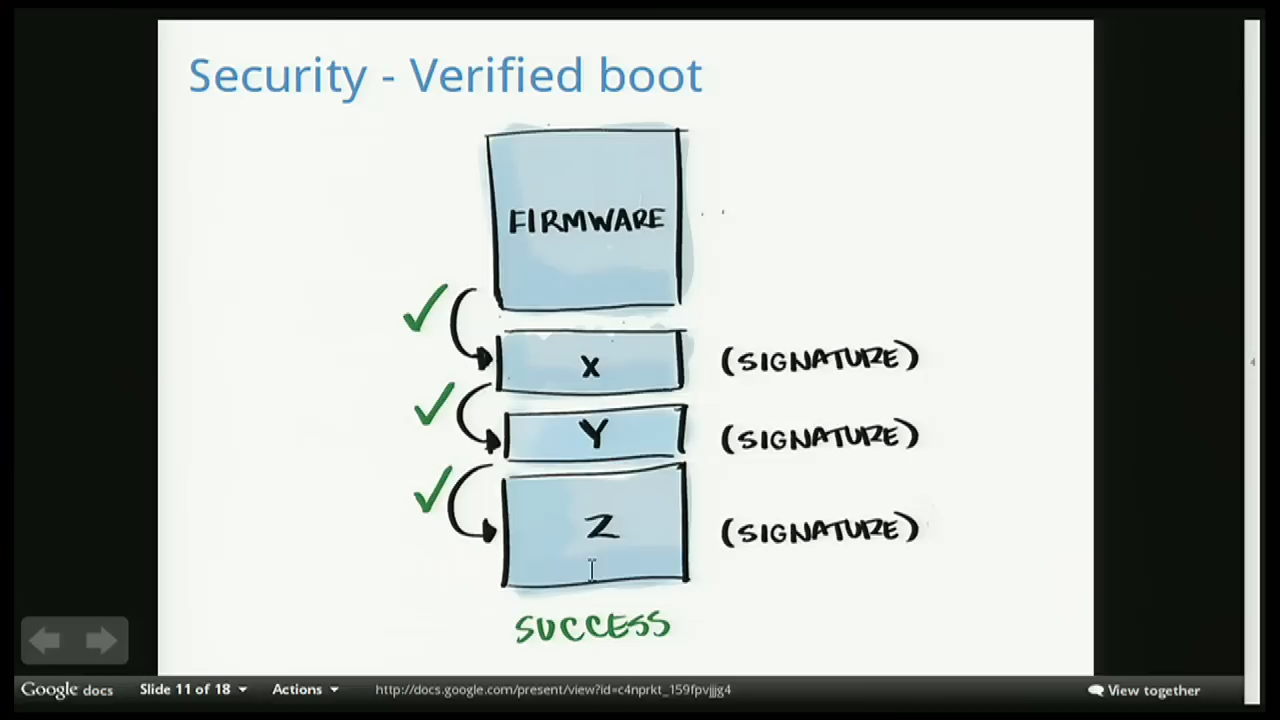 Security - Verified boot
FIRMWARE
X (SIGNATURE)
Y (SIGNATURE)
Z (SIGNATURE)
SUCCESS
Google docs Slide 11 of 18 Actions http://docs.google.com/present/view?id=c4nprkt_159fpvjjjg4 View together
4